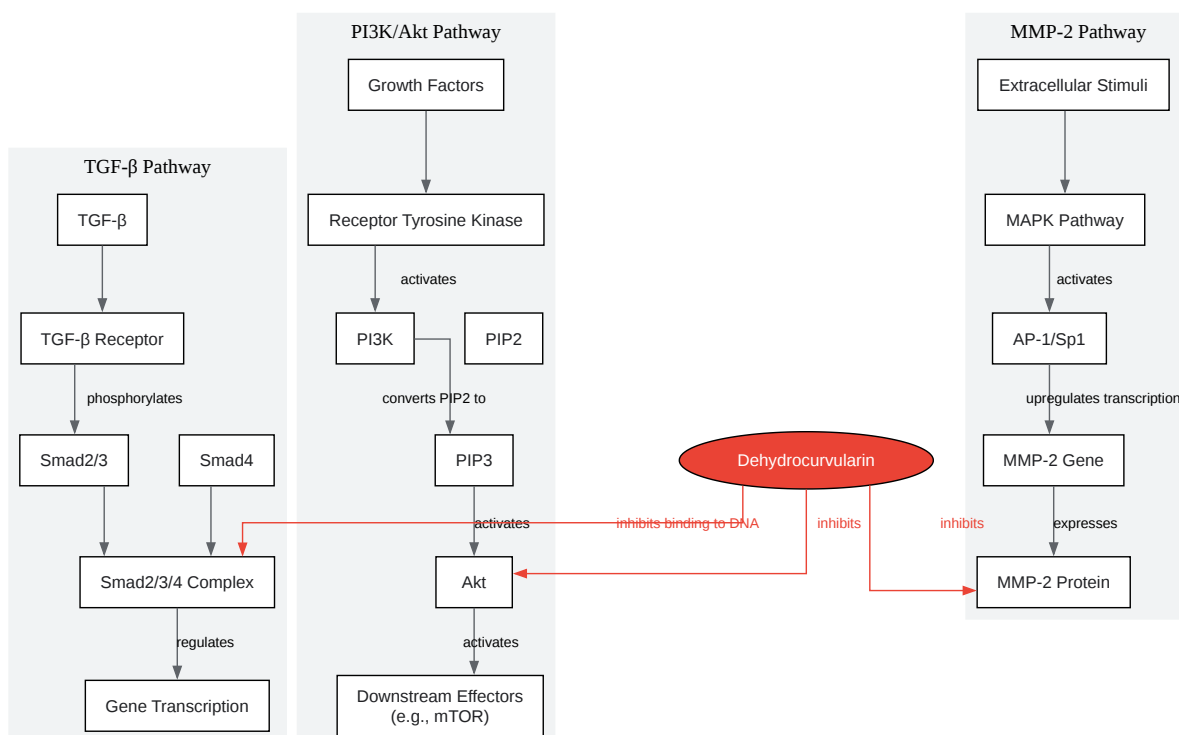 PI3K/Akt Pathway
MMP-2 Pathway
Growth Factors
Extracellular Stimuli
TGF-β Pathway
TGF-β
Receptor Tyrosine Kinase
MAPK Pathway
activates
activates
TGF-β Receptor
PI3K
PIP2
AP-1/Sp1
phosphorylates
converts PIP2 to
upregulates transcription
Smad2/3
Smad4
PIP3
Dehydrocurvularin
MMP-2 Gene
activates
inhibits binding to DNA
inhibits
inhibits
expresses
Smad2/3/4 Complex
Akt
MMP-2 Protein
regulates
activates
Gene Transcription
Downstream Effectors
(e.g., mTOR)